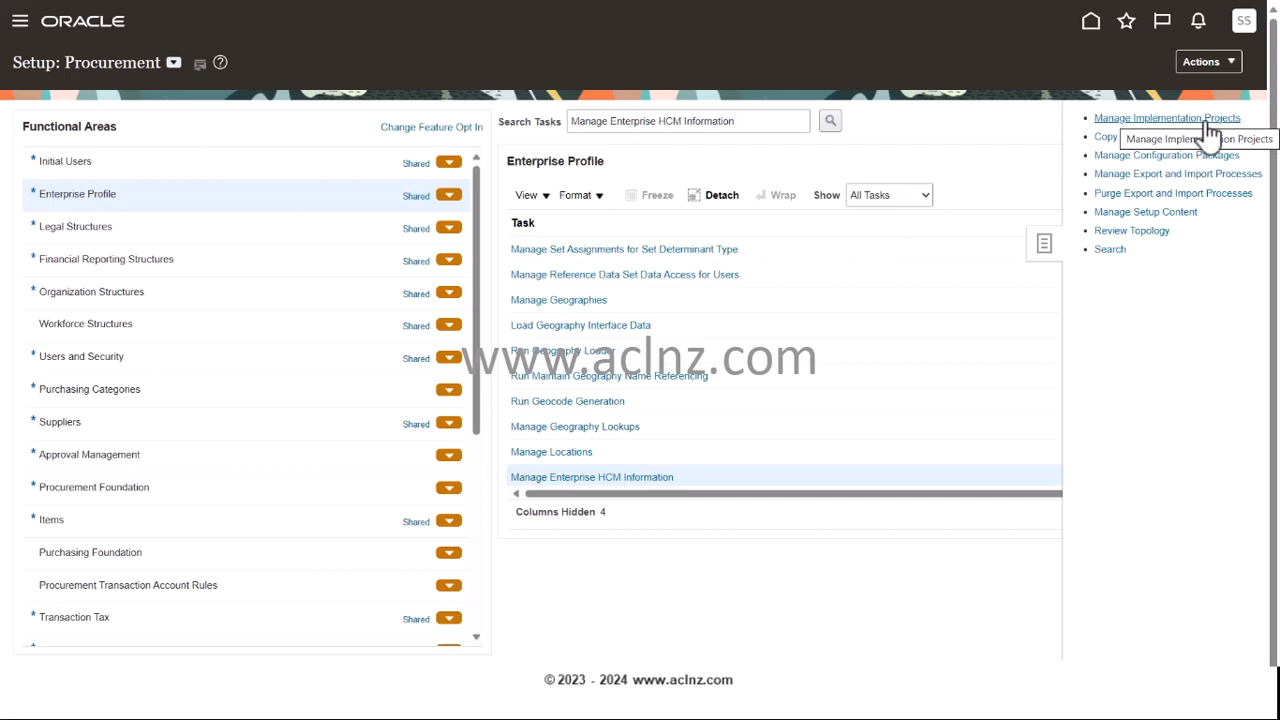 ORACLE
SS
Setup: Procurement
Actions
Functional Areas
Change Feature Opt In
Initial Users Shared
* Enterprise Profile Shared
* Legal Structures Shared
* Financial Reporting Structures Shared
* Organization Structures Shared
Workforce Structures Shared
* Users and Security Shared
* Purchasing Categories
* Suppliers Shared
* Approval Management
* Procurement Foundation
* Items Shared
Purchasing Foundation
Procurement Transaction Account Rules
* Transaction Tax Shared
Search Tasks Manage Enterprise HCM Information
Enterprise Profile
View Format Freeze Detach Wrap Show All Tasks
Task
Manage Set Assignments for Set Determinant Type
Manage Reference Data Set Data Access for Users
Manage Geographies
Load Geography Interface Data
Run Geography Loader
Run Maintain Geography Name Referencing
Run Geocode Generation
Manage Geography Lookups
Manage Locations
Manage Enterprise HCM Information
Columns Hidden 4
• Manage Implementation Projects
• Copy
Manage Implementation Projects
• Manage Configuration Packages
• Manage Export and Import Processes
• Purge Export and Import Processes
• Manage Setup Content
• Review Topology
• Search
www.aclnz.com
© 2023 - 2024 www.aclnz.com